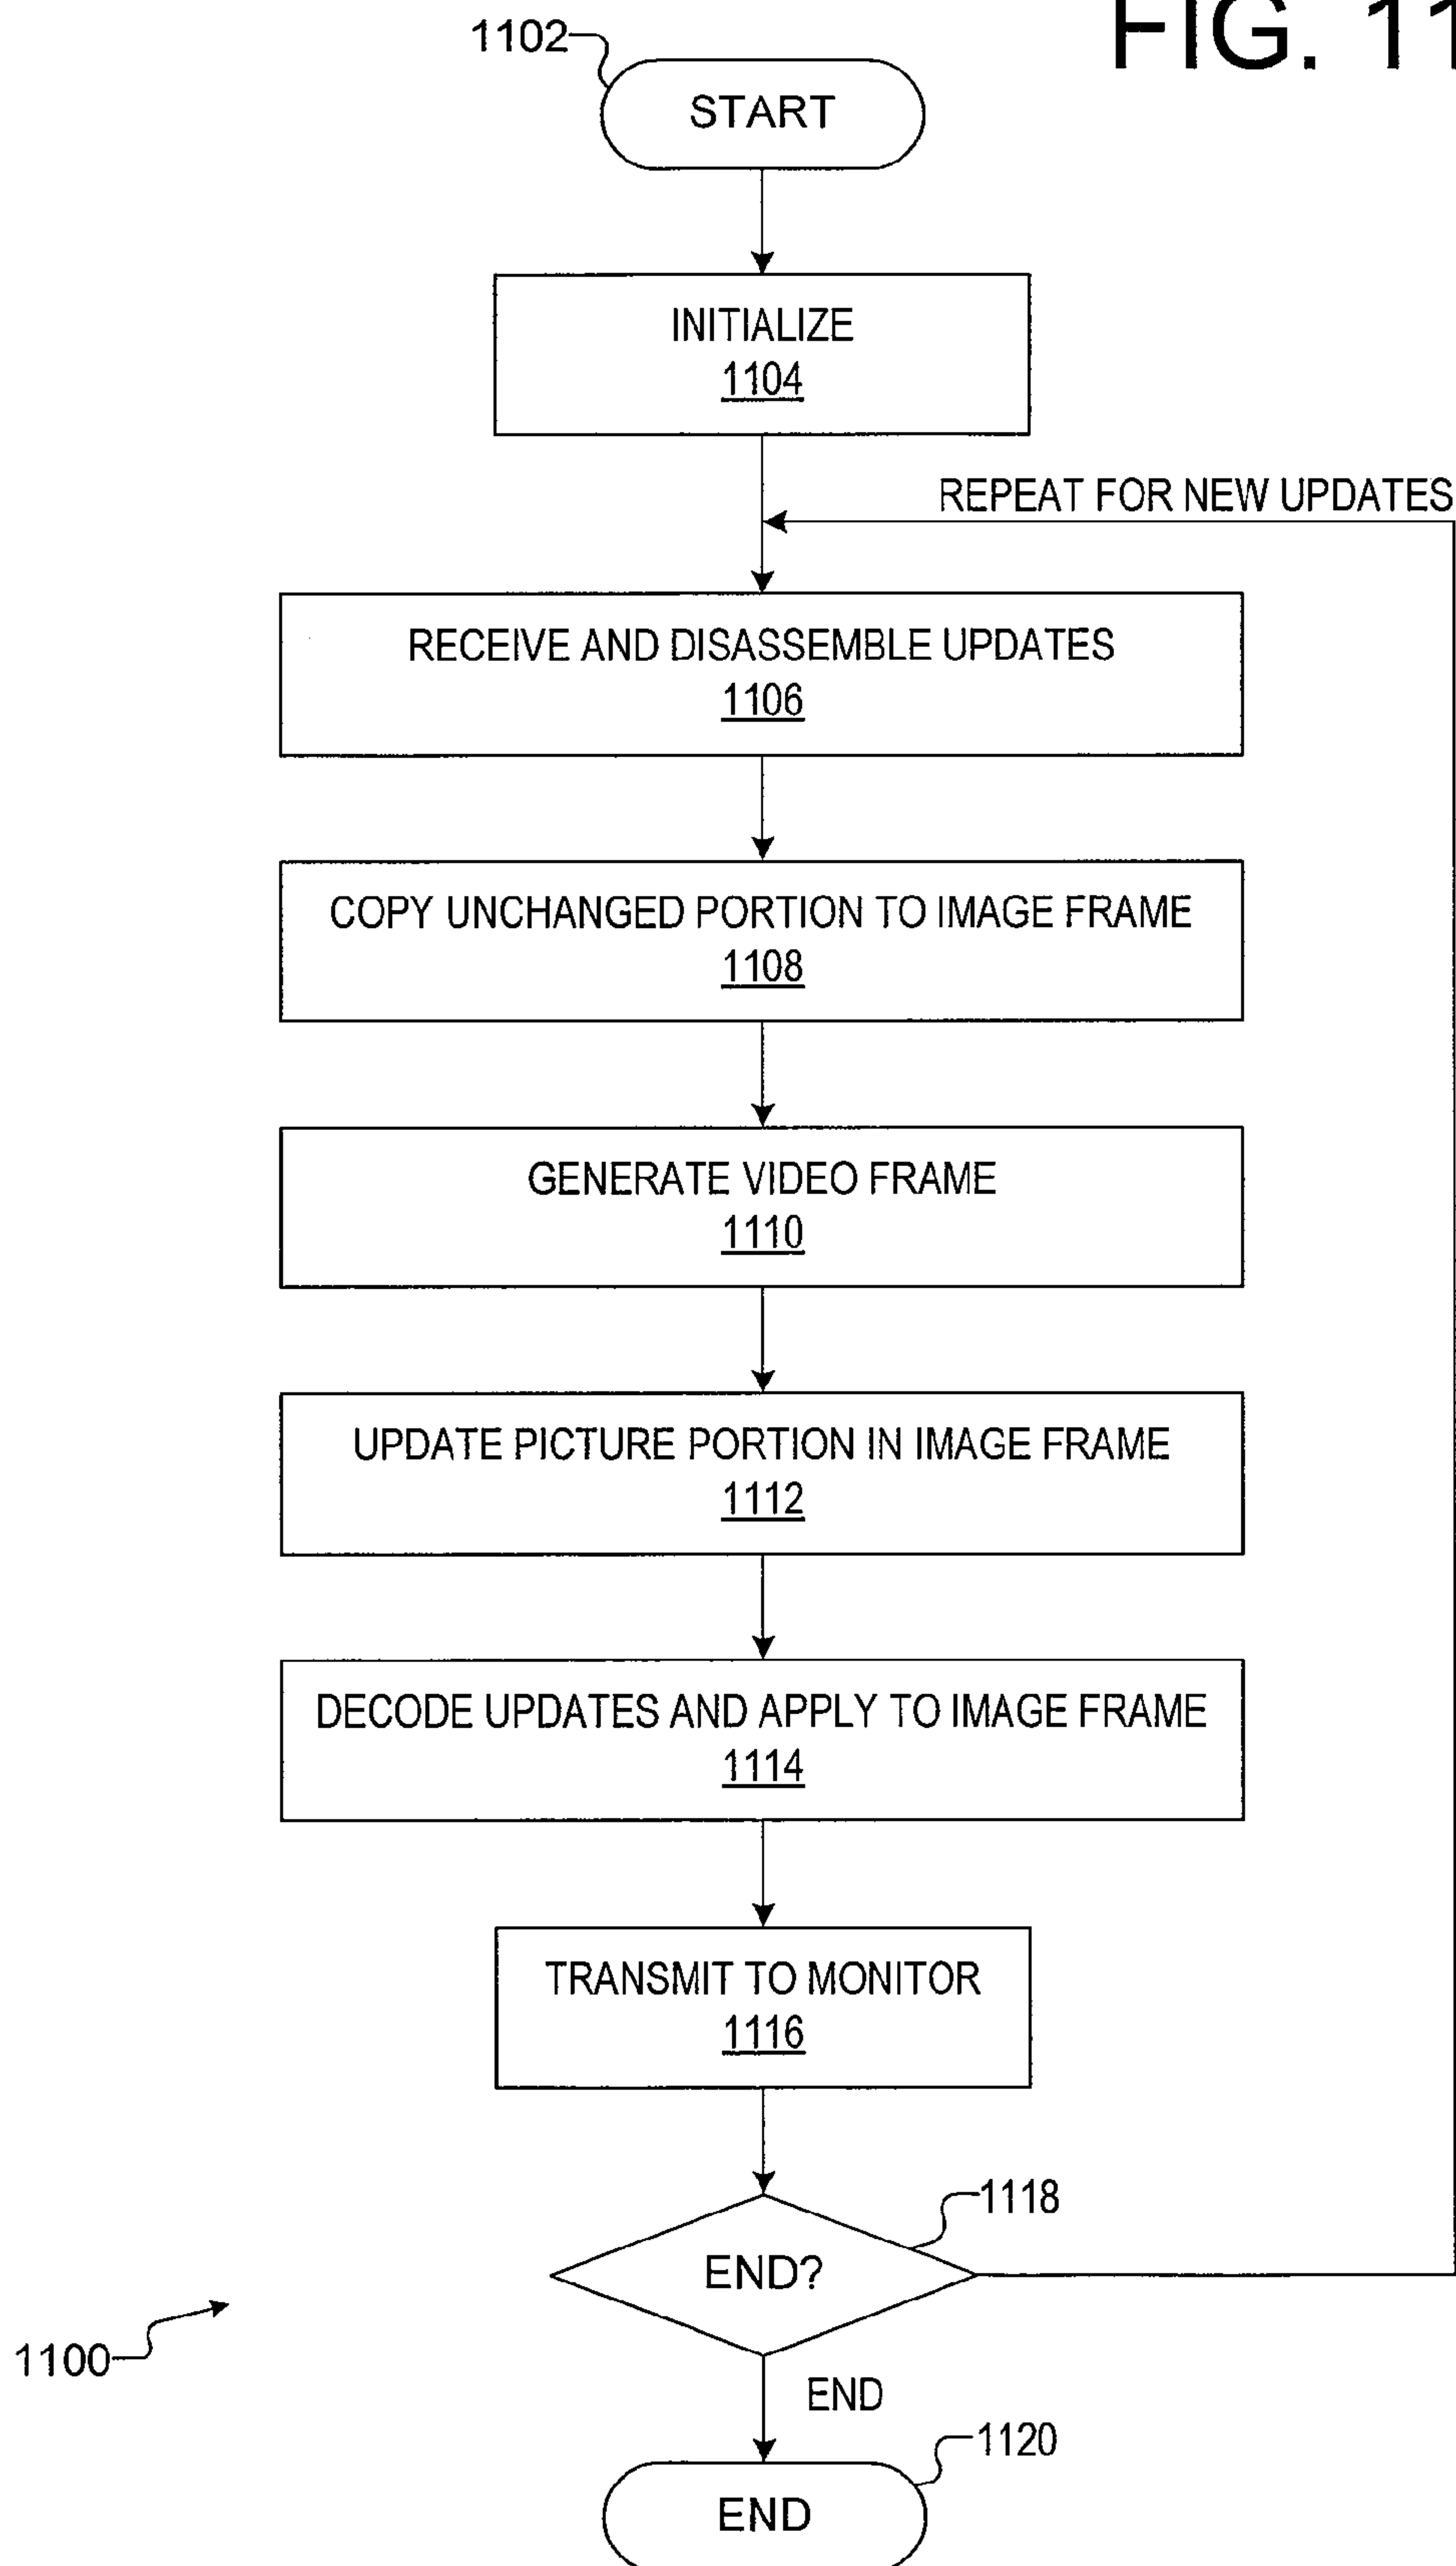 FIG. 11
1102
START
INITIALIZE
1104
REPEAT FOR NEW UPDATES
RECEIVE AND DISASSEMBLE UPDATES
1106
COPY UNCHANGED PORTION TO IMAGE FRAME
1108
GENERATE VIDEO FRAME
1110
UPDATE PICTURE PORTION IN IMAGE FRAME
1112
DECODE UPDATES AND APPLY TO IMAGE FRAME
1114
TRANSMIT TO MONITOR
1116
1118
END?
1100
END
1120
END